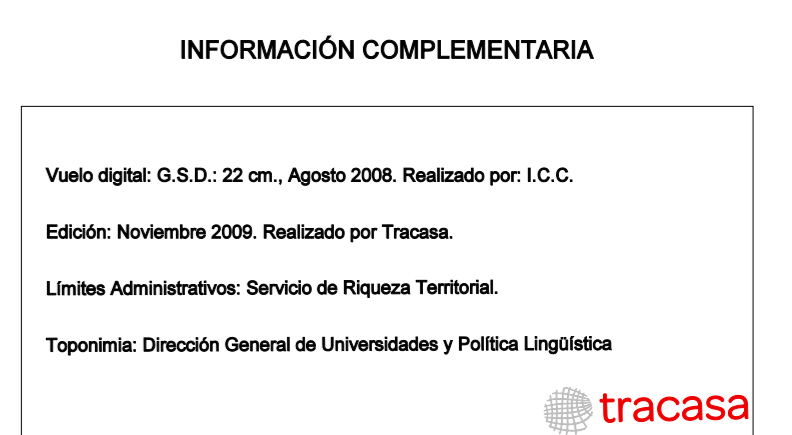 INFORMACIÓN COMPLEMENTARIA
Vuelo digital: G.S.D.: 22 cm., Agosto 2008. Realizado por: I.C.C.
Edición: Noviembre 2009. Realizado por Tracasa.
Límites Administrativos: Servicio de Riqueza Territorial.
Toponimia: Dirección General de Universidades y Política Lingüística
tracasa